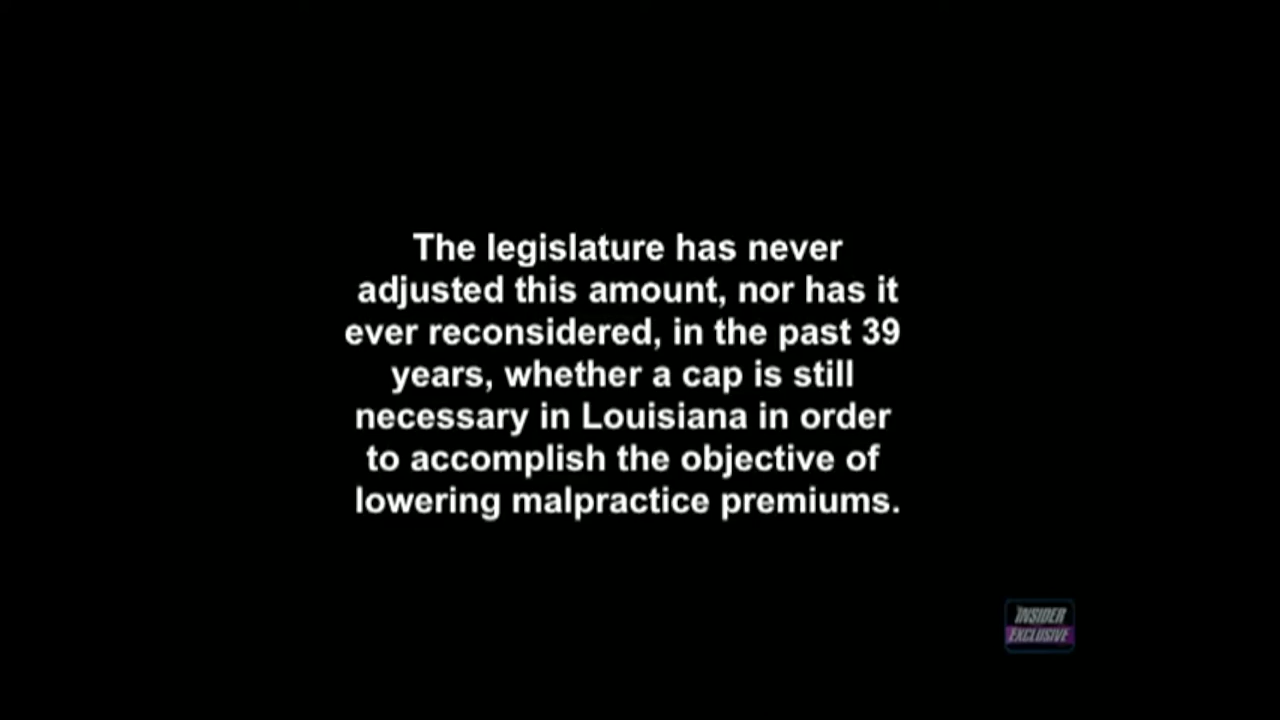 The legislature has never
adjusted this amount, nor has it
ever reconsidered, in the past 39
years, whether a cap is still
necessary in Louisiana in order
to accomplish the objective of
lowering malpractice premiums.
INSIDER
EXCLUSIVE